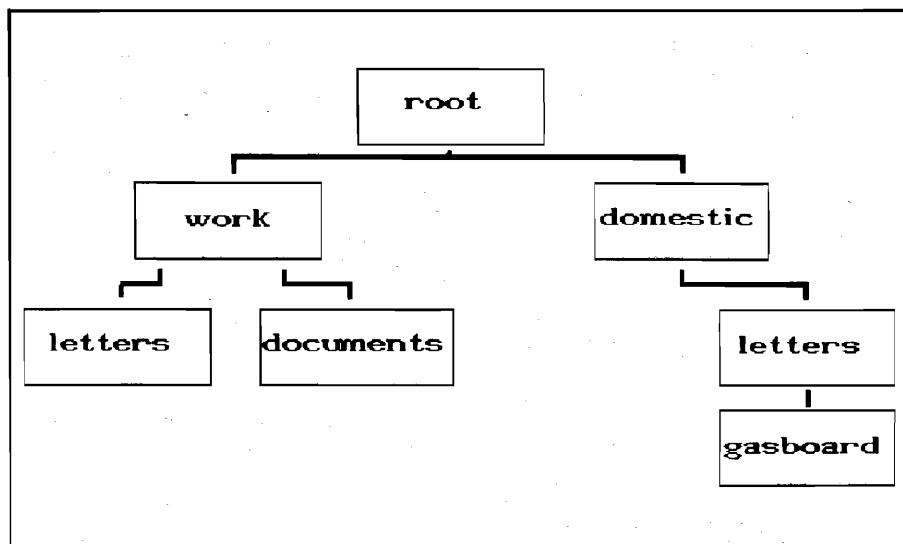 root
work
domestic
letters
documents
letters
gasboard